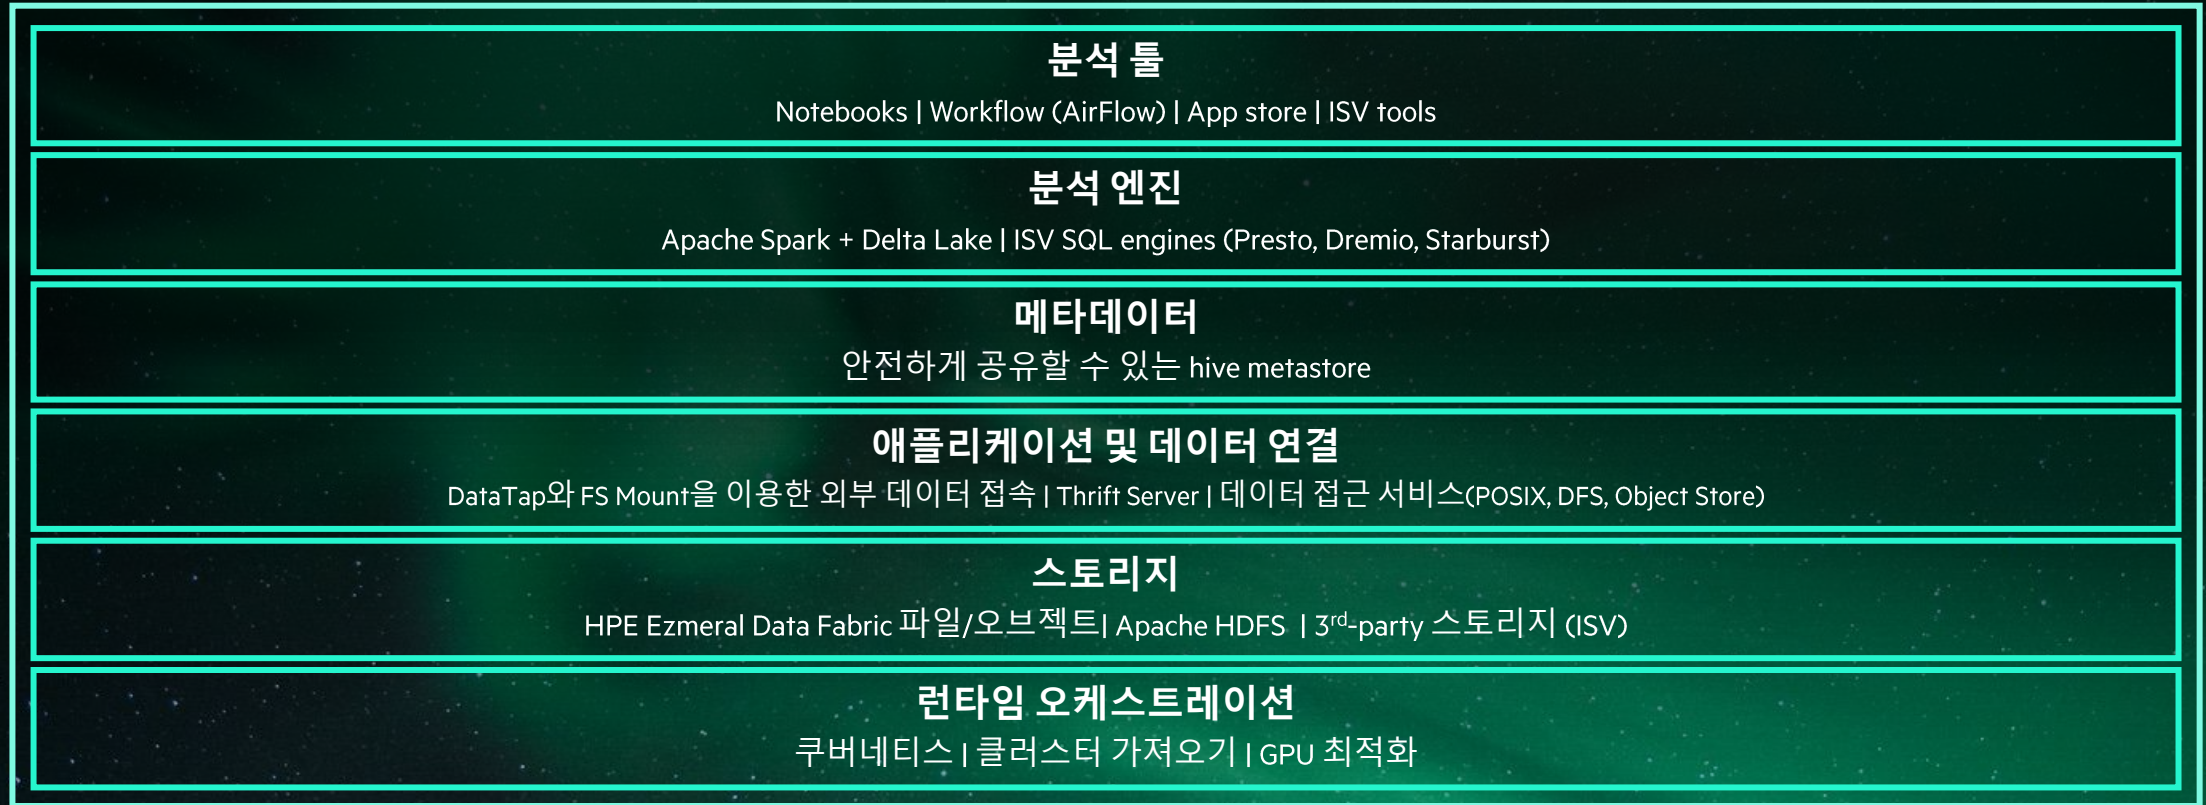 분석 툴
Notebooks | Workflow (AirFlow) | App store | ISV tools
분석 엔진
Apache Spark + Delta Lake | ISV SQL engines (Presto, Dremio, Starburst)
메타데이터
안전하게 공유할 수 있는 hive metastore
애플리케이션 및 데이터 연결
DataTap와 FS Mount을 이용한 외부 데이터 접속 | Thrift Server | 데이터 접근 서비스(POSIX, DFS, Object Store)
스토리지
HPE Ezmeral Data Fabric 파일/오브젝트| Apache HDFS | 3rd-party 스토리지 (ISV)
런타임 오케스트레이션
쿠버네티스 | 클러스터 가져오기 | GPU 최적화